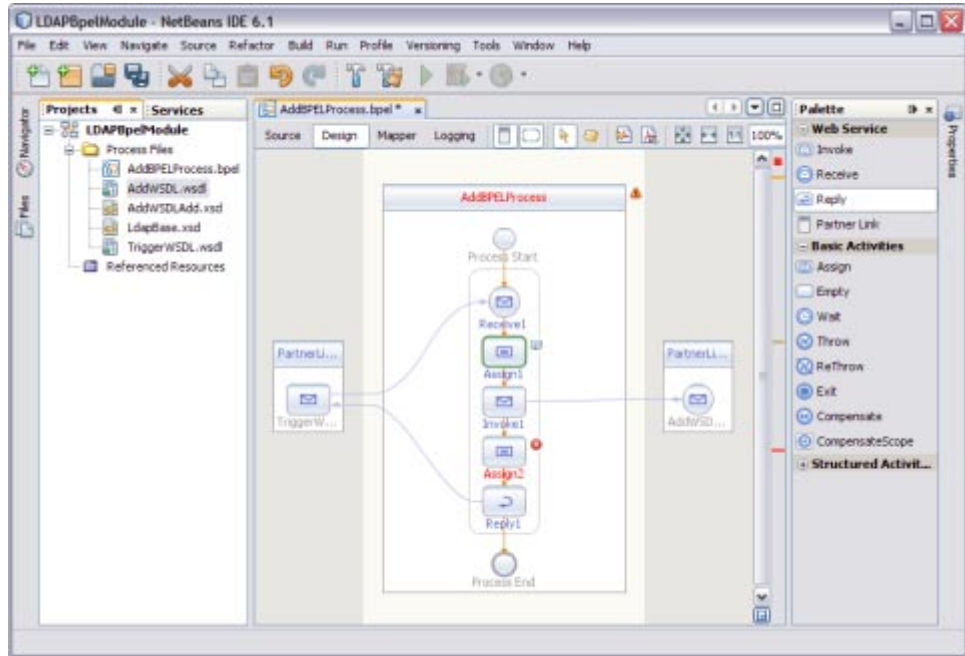 LDAPBpelModule - NetBeans IDE 6.1
File Edit View Navigate Source Refactor Build Run Profile Versioning Tools Window Help
Navigator
Files
Projects
Services
LDAPBpelModule
Process Files
AddBPELProcess.bpel
AddWSDL.wsdl
AddWSDLAdd.xsd
LdapBase.xsd
TriggerWSDL.wsdl
Referenced Resources
AddBPELProcess.bpel *
Source Design Mapper Logging
100%
AddBPELProcess
Process Start
Receive1
Assign1
Invoke1
Assign2
Reply1
Process End
PartnerLi...
TriggerW...
PartnerLi...
AddWSD...
Palette
Web Service
Invoke
Receive
Reply
Partner Link
Basic Activities
Assign
Empty
Wait
Throw
ReThrow
Exit
Compensate
CompensateScope
Structured Activit...
Properties